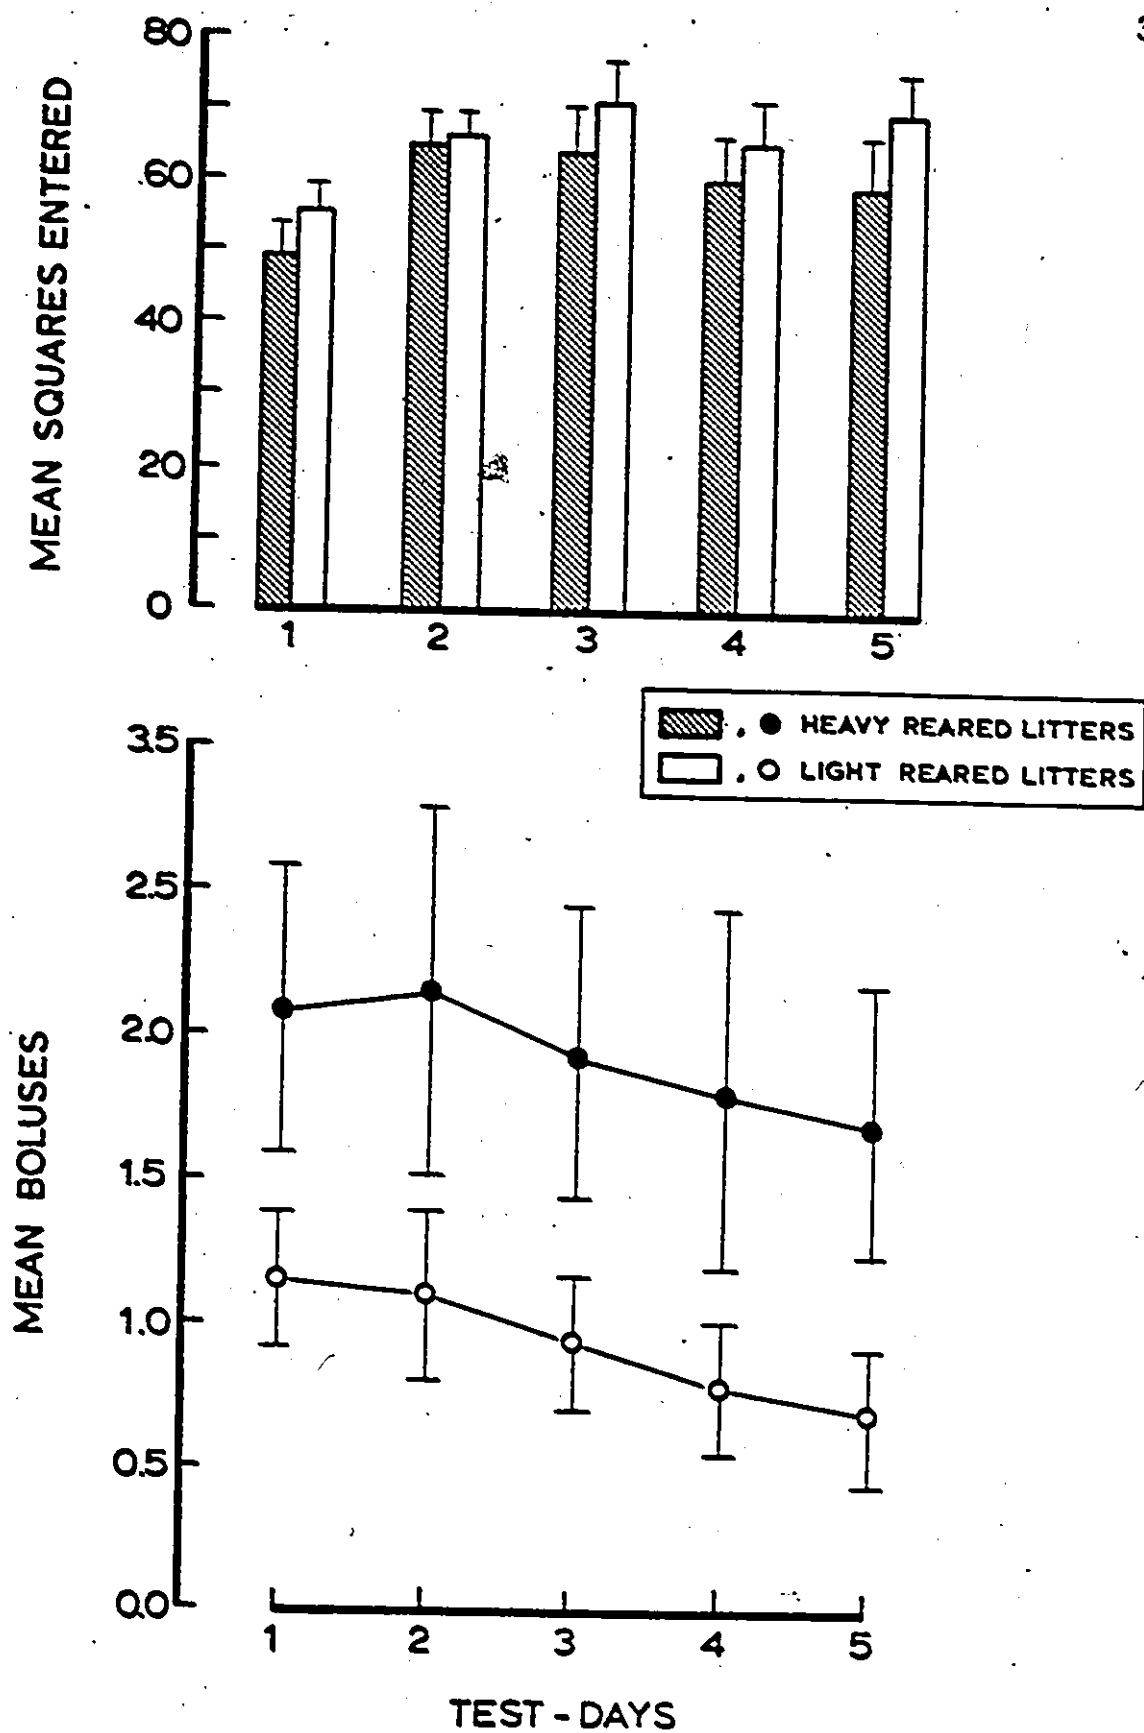 80
60
40
20
0
MEAN SQUARES ENTERED
1 2 3 4 5
, ● HEAVY REARED LITTERS
, ○ LIGHT REARED LITTERS
3.5
2.5
2.0
1.5
1.0
0.5
0.0
MEAN BOLUSES
1 2 3 4 5
TEST-DAYS